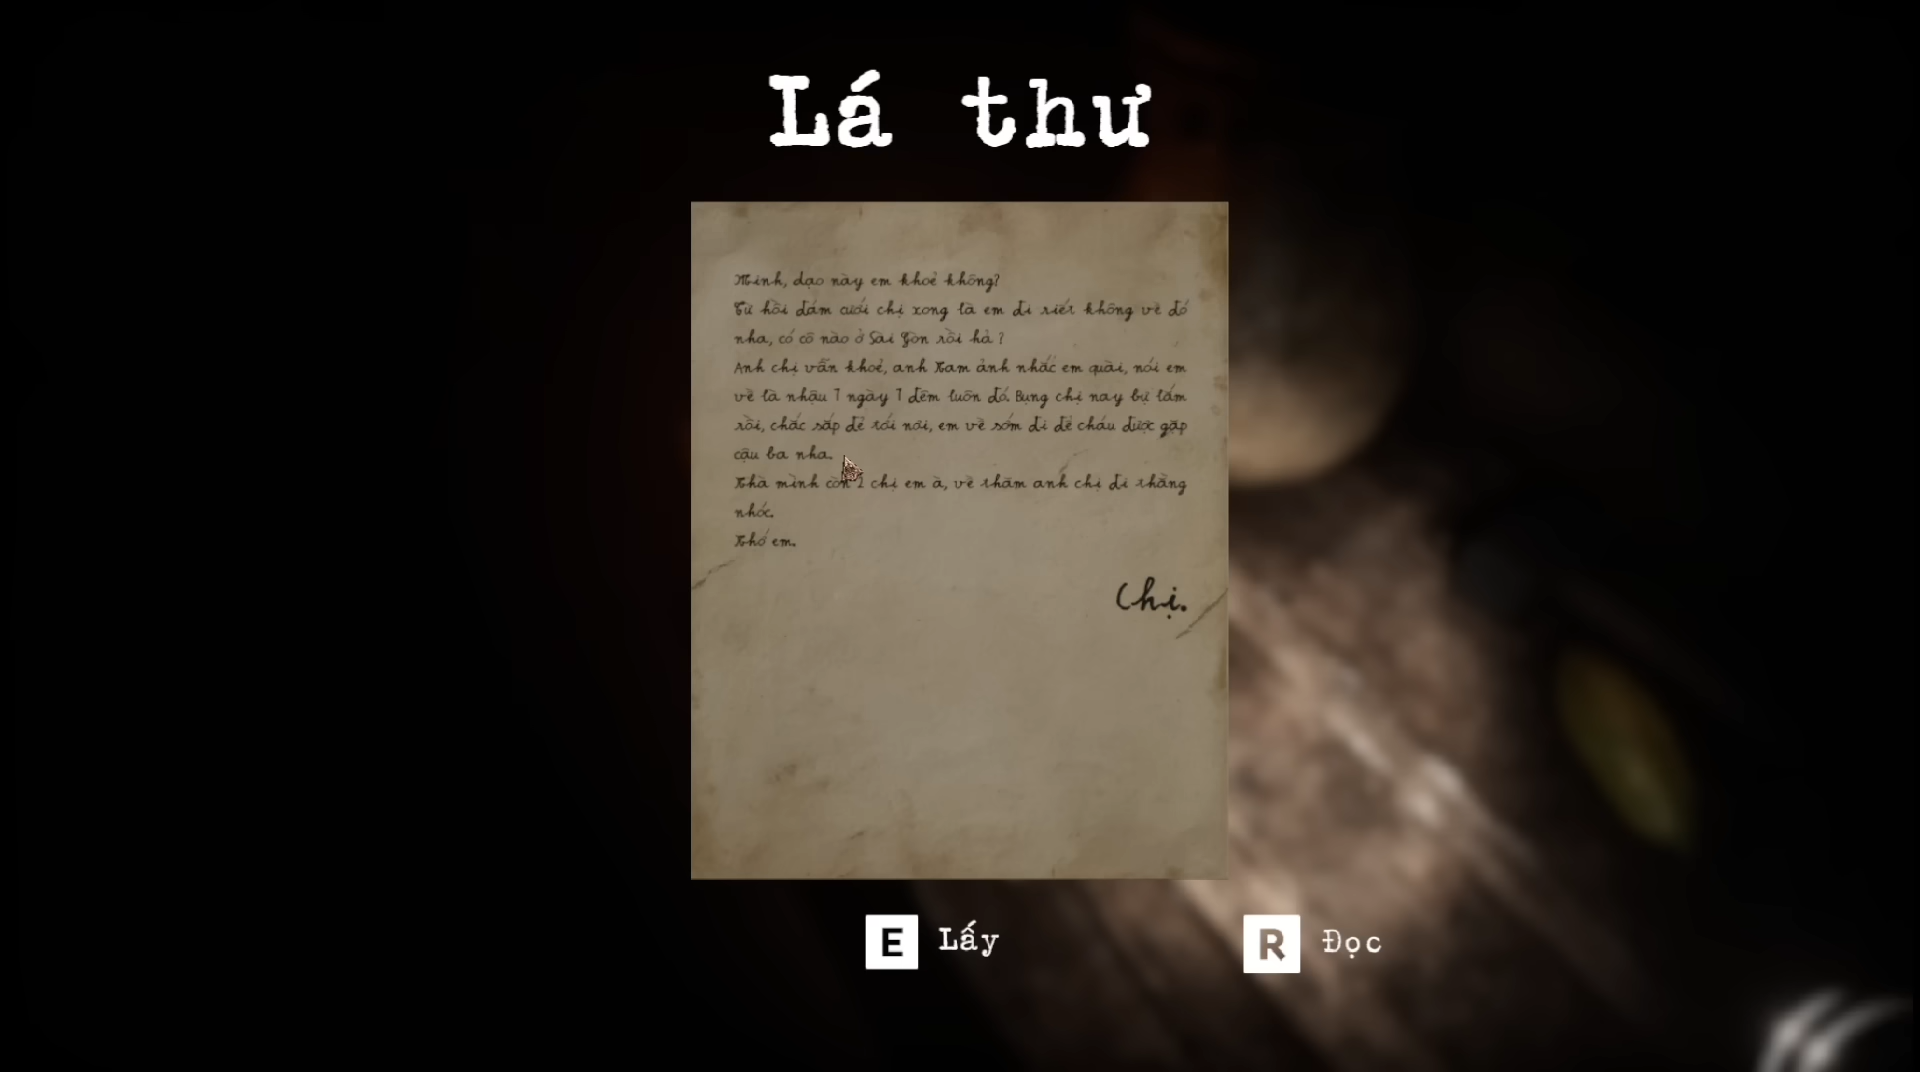 Lá thư
Minh, dạo này em khoẻ không?
Từ hồi đám cưới chị xong là em đi riết không về đó
nha, có cô nào ở Sài Gòn rồi hả ?
Anh chị vẫn khoẻ, anh Nam ảnh nhắc em quài, nói em
về là nhậu 7 ngày 7 đêm luôn đó. Bụng chị nay bự lắm
rồi, chắc sắp đẻ tới nơi, em về sớm đi để cháu được gặp
cậu ba nha.
Nhà mình còn 2 chị em à, về thăm anh chị đi thằng
nhóc.
Nhớ em.
Chị.
E Lấy
R Đọc